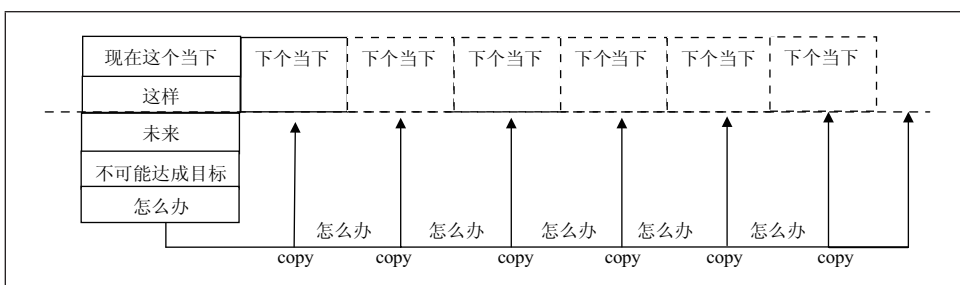 现在这个当下 下个当下 下个当下 下个当下 下个当下 下个当下 下个当下
这样
未来
不可能达成目标
怎么办
怎么办 怎么办 怎么办 怎么办 怎么办
copy copy copy copy copy copy